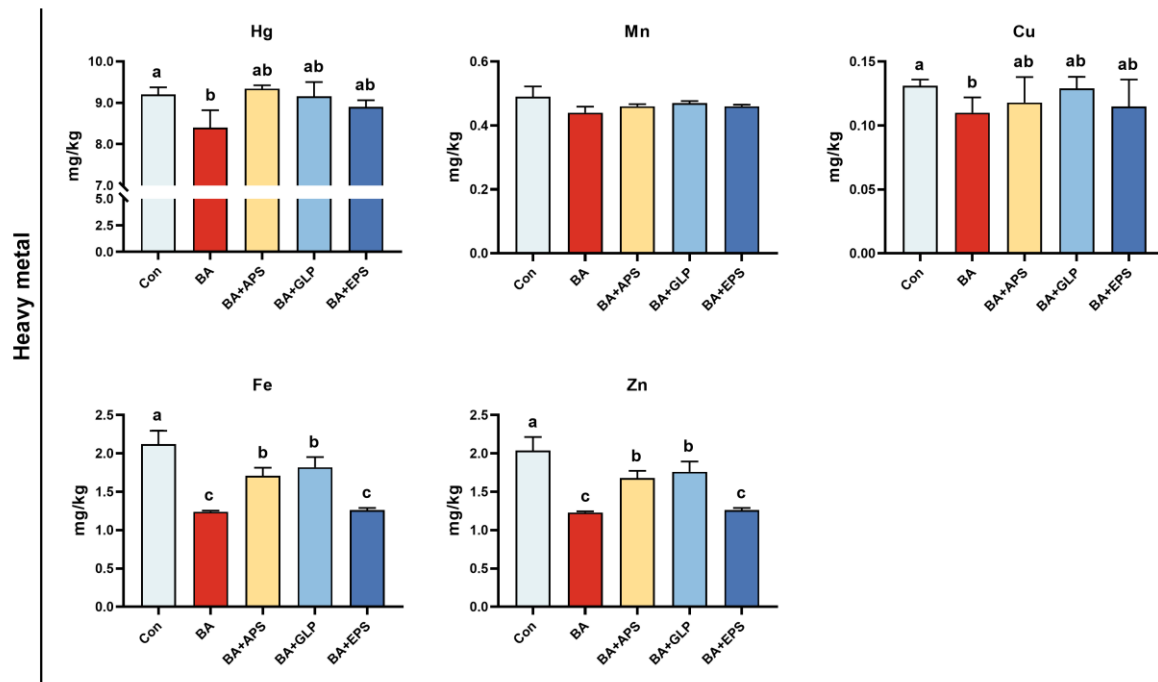 Heavy metal
Hg
mg/kg
10.0
9.0
8.0
7.0
5.0
2.5
0.0
a
b
ab
ab
ab
Con
BA
BA+APS
BA+GLP
BA+EPS
Mn
mg/kg
0.6
0.4
0.2
0.0
Con
BA
BA+APS
BA+GLP
BA+EPS
Cu
mg/kg
0.15
0.10
0.05
0.00
a
b
ab
ab
ab
Con
BA
BA+APS
BA+GLP
BA+EPS
Fe
mg/kg
2.5
2.0
1.5
1.0
0.5
0.0
a
c
b
b
c
Con
BA
BA+APS
BA+GLP
BA+EPS
Zn
mg/kg
2.5
2.0
1.5
1.0
0.5
0.0
a
c
b
b
c
Con
BA
BA+APS
BA+GLP
BA+EPS